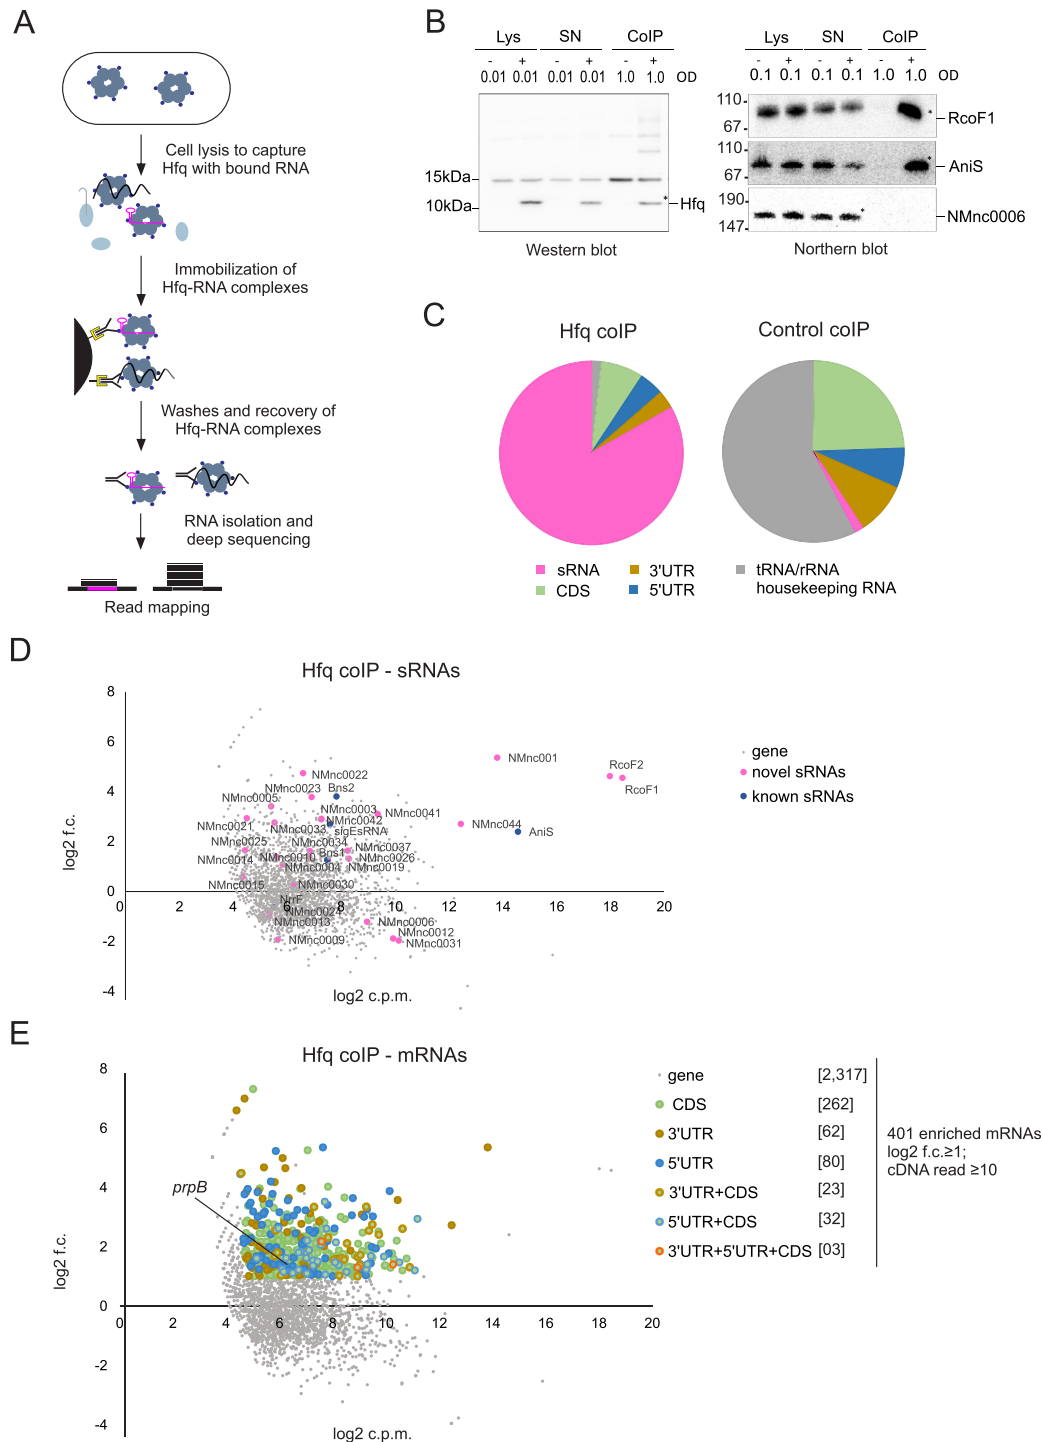 A
Cell lysis to capture
Hfq with bound RNA
Immobilization of
Hfq-RNA complexes
Washes and recovery of
Hfq-RNA complexes
RNA isolation and
deep sequencing
Read mapping
B
Lys SN CoIP
- + - + - +
0.01 0.01 0.01 0.01 1.0 1.0 OD
15kDa
10kDa
*
Hfq
Western blot
Lys SN CoIP
- + - + - +
0.1 0.1 0.1 0.1 1.0 1.0 OD
110
67
*
RcoF1
110
67
*
AniS
190
147
*
NMnc0006
Northern blot
C
Hfq coIP
Control coIP
sRNA
CDS
3'UTR
5'UTR
tRNA/rRNA
housekeeping RNA
D
Hfq coIP - sRNAs
8
6
4
2
0
-2
-4
log2 f.c.
0 2 4 6 8 10 12 14 16 18 20
log2 c.p.m.
NMnc001
RcoF2
RcoF1
NMnc0022
Bns2
NMnc0023
NMnc0005
NMnc0003
NMnc0041
NMnc0042
NMnc0021
NMnc0033
sigEsRNA
NMnc044
AniS
NMnc0025
NMnc0034
NMnc0037
NMnc0014
NMnc0010
Bns1
NMnc0026
NMnc0004
NMnc0019
NMnc0015
NMnc0030
NrrF
NMnc0024
NMnc0013
NMnc0006
NMnc0012
NMnc0009
NMnc0031
gene
novel sRNAs
known sRNAs
E
Hfq coIP - mRNAs
8
6
4
2
0
-2
-4
log2 f.c.
0 2 4 6 8 10 12 14 16 18 20
log2 c.p.m.
prpB
gene [2,317]
CDS [262]
3'UTR [62]
5'UTR [80]
3'UTR+CDS [23]
5'UTR+CDS [32]
3'UTR+5'UTR+CDS [03]
401 enriched mRNAs
log2 f.c.≥1;
cDNA read ≥10